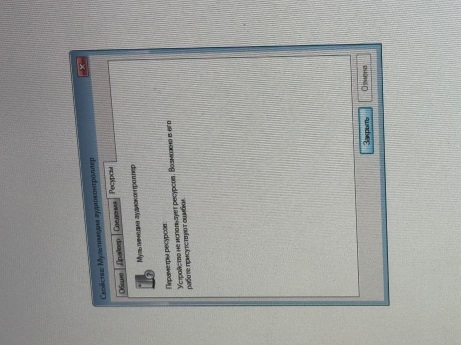 Свойства: Мультимедиа аудиоконтроллер
Общие Драйвер Сведения Ресурсы
Мультимедиа аудиоконтроллер
Параметры ресурсов:
Устройство не использует ресурсов. Возможно в его
работе присутствуют ошибки.
Закрыть Отмена